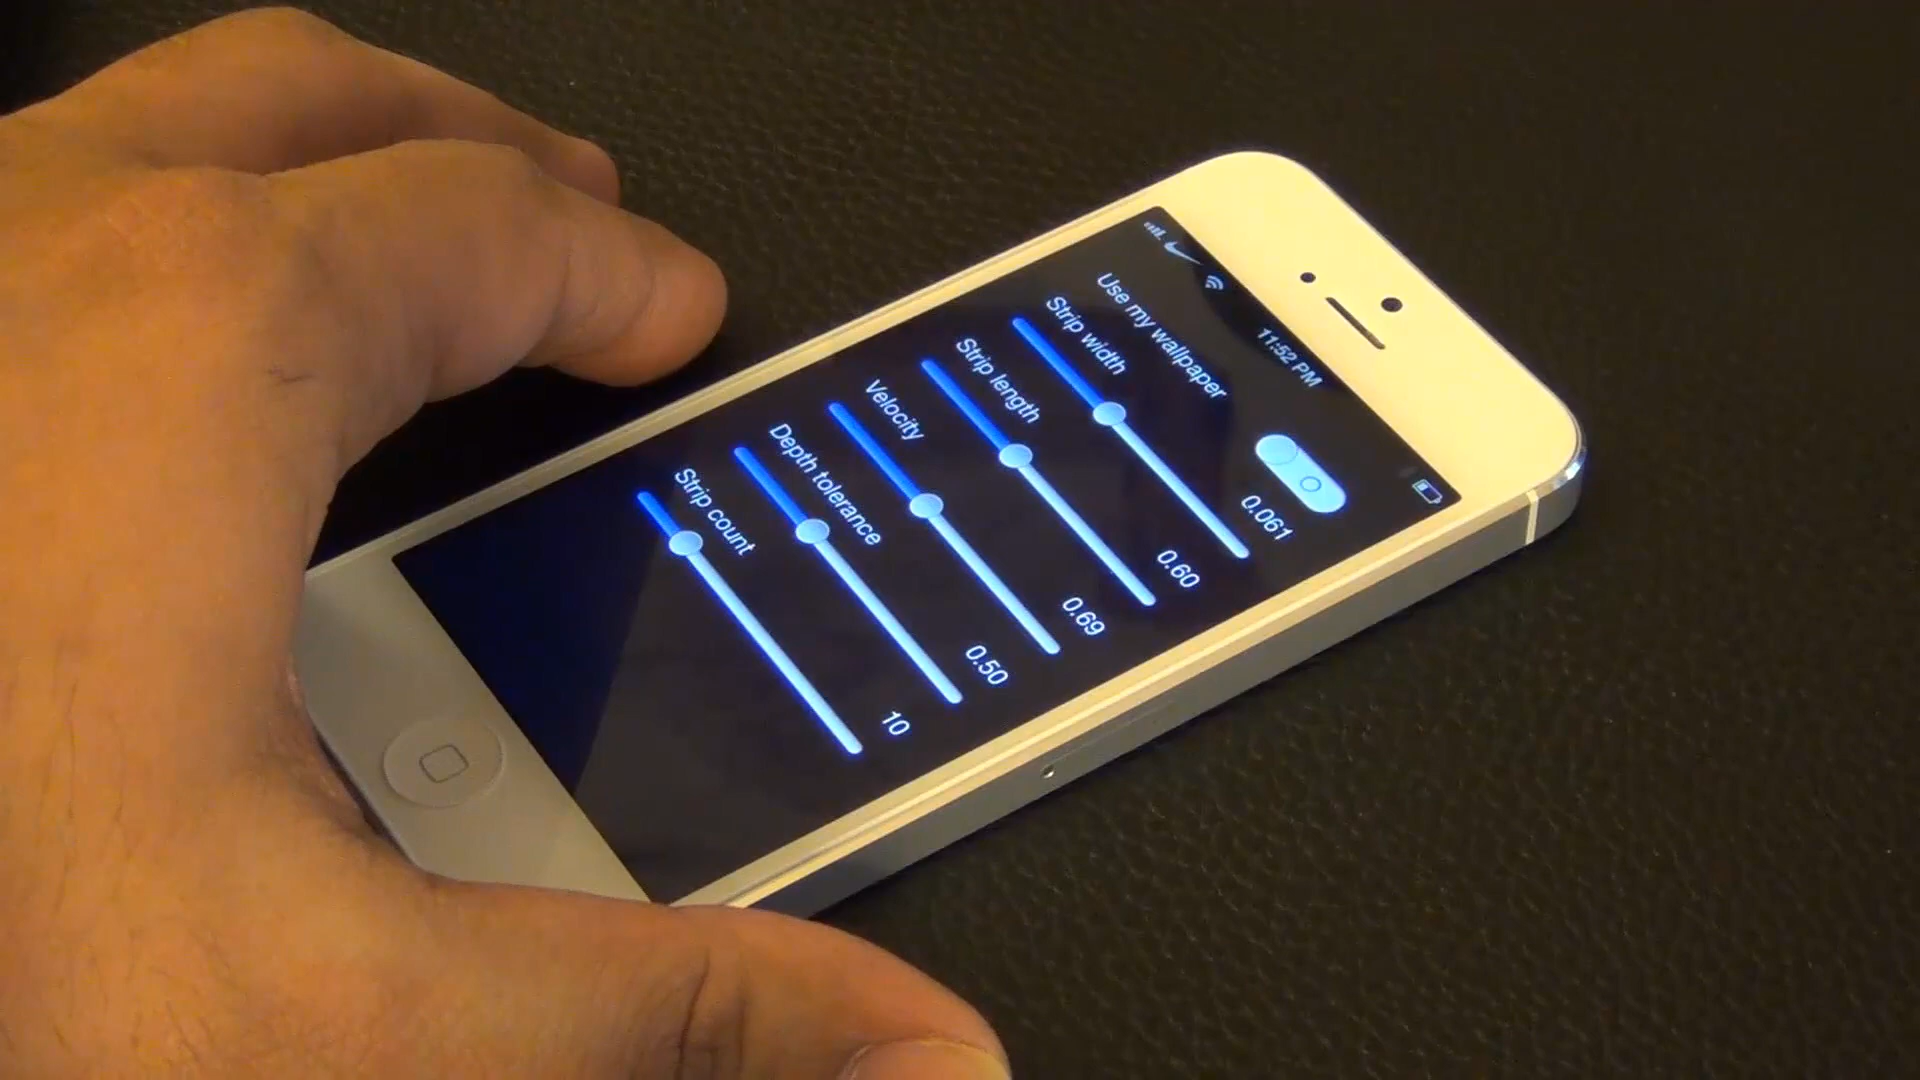 11:52 PM
Use my wallpaper
Strip width
0.061
Strip length
0.60
Velocity
0.69
Depth tolerance
0.50
Strip count
10